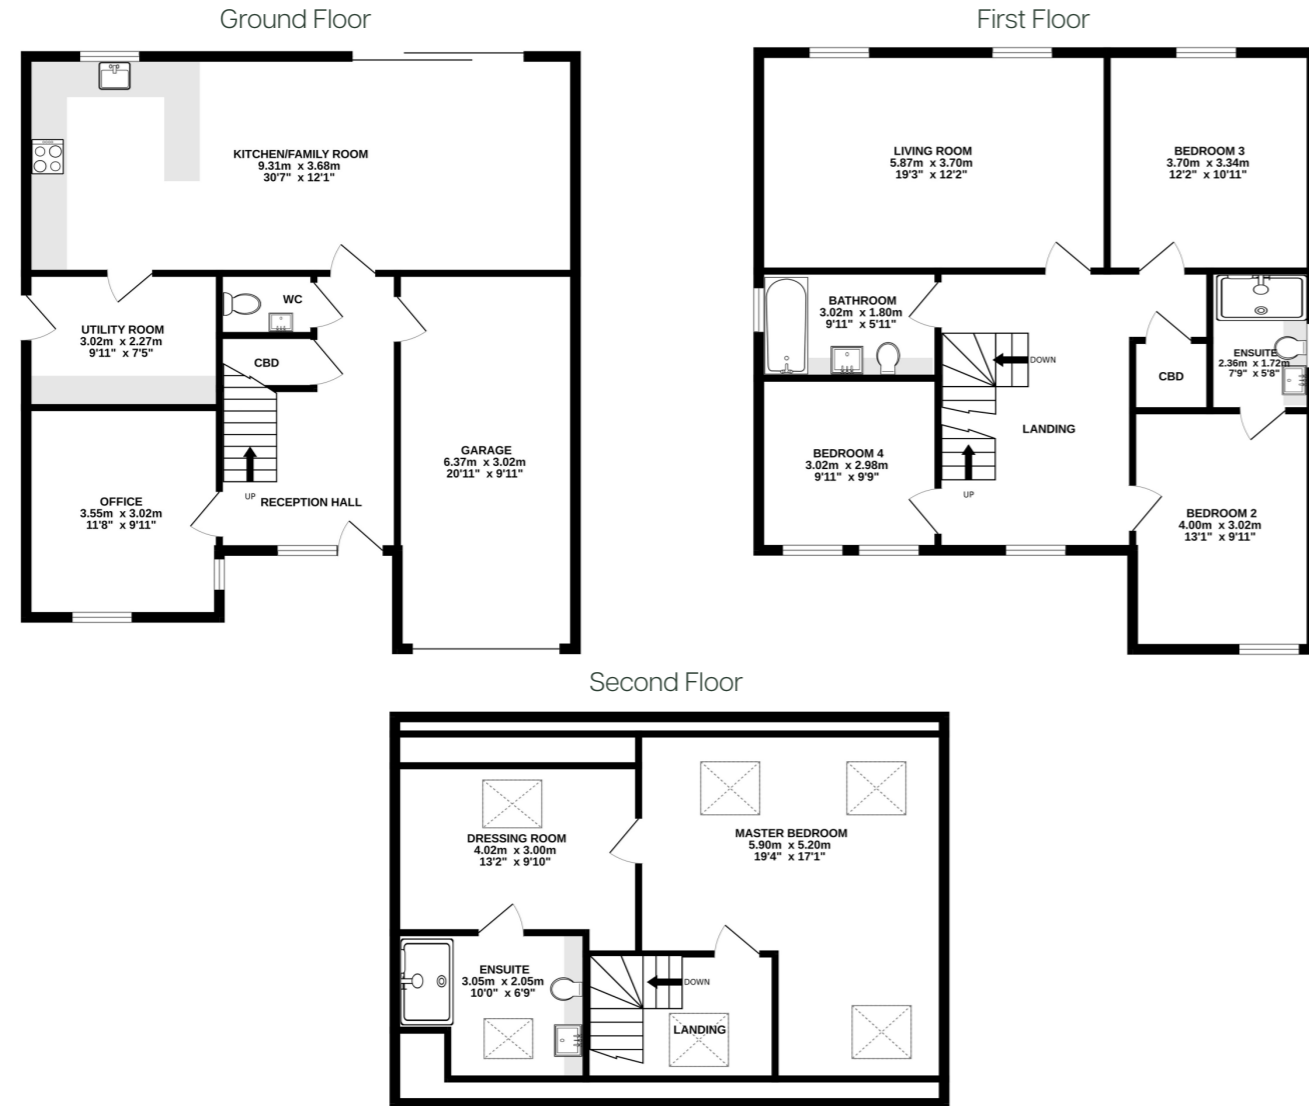 Ground Floor
First Floor
KITCHEN/FAMILY ROOM
9.31m x 3.68m
30'7" x 12'1"
WC
UTILITY ROOM
3.02m x 2.27m
9'11" x 7'5"
CBD
GARAGE
6.37m x 3.02m
20'11" x 9'11"
UP
RECEPTION HALL
OFFICE
3.55m x 3.02m
11'8" x 9'11"
LIVING ROOM
5.87m x 3.70m
19'3" x 12'2"
BEDROOM 3
3.70m x 3.34m
12'2" x 10'11"
BATHROOM
3.02m x 1.80m
9'11" x 5'11"
DOWN
ENSUITE
2.36m x 1.72m
7'9" x 5'8"
CBD
LANDING
BEDROOM 4
3.02m x 2.98m
9'11" x 9'9"
UP
BEDROOM 2
4.00m x 3.02m
13'1" x 9'11"
Second Floor
DRESSING ROOM
4.02m x 3.00m
13'2" x 9'10"
MASTER BEDROOM
5.90m x 5.20m
19'4" x 17'1"
ENSUITE
3.05m x 2.05m
10'0" x 6'9"
DOWN
LANDING